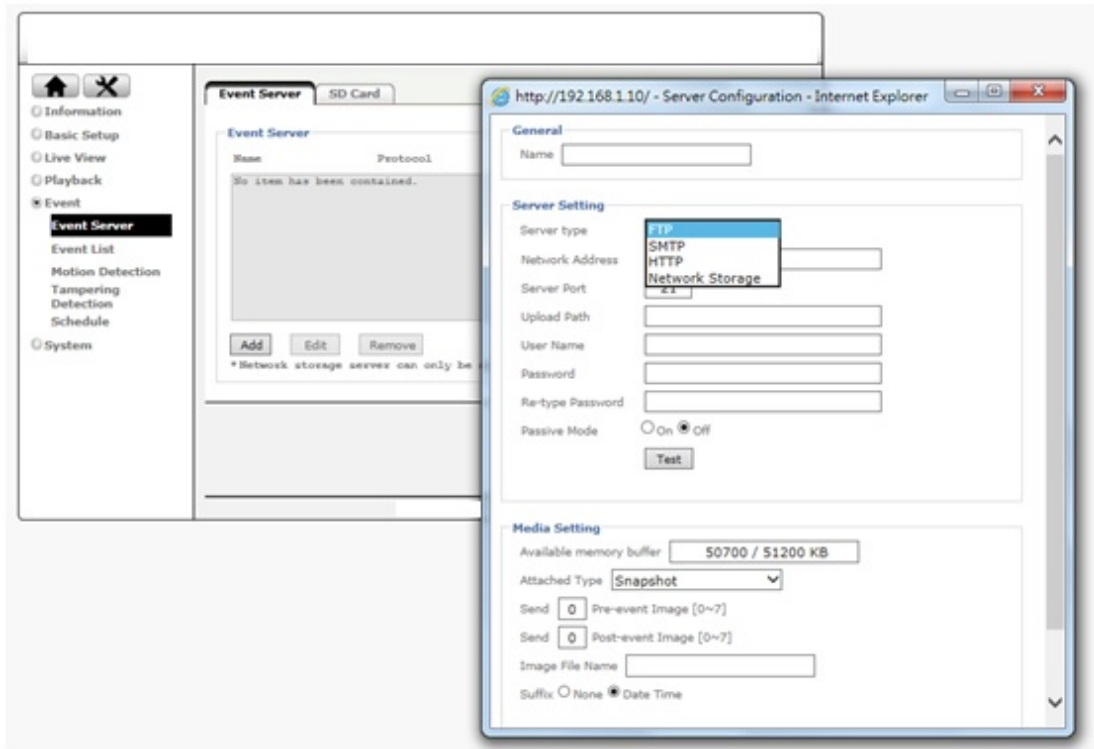 Information
Basic Setup
Live View
Playback
Event
Event Server
Event List
Motion Detection
Tampering
Detection
Schedule
System
Event Server
SD Card
Event Server
Name Protocol
No item has been contained.
Add Edit Remove
*Network storage server can only be
http://192.168.1.10/ - Server Configuration - Internet Explorer
General
Name
Server Setting
Server type
FTP
SMTP
HTTP
Network Storage
Network Address
Server Port 21
Upload Path
User Name
Password
Re-type Password
Passive Mode On Off
Test
Media Setting
Available memory buffer 50700 / 51200 KB
Attached Type Snapshot
Send 0 Pre-event Image [0~7]
Send 0 Post-event Image [0~7]
Image File Name
Suffix None Date Time